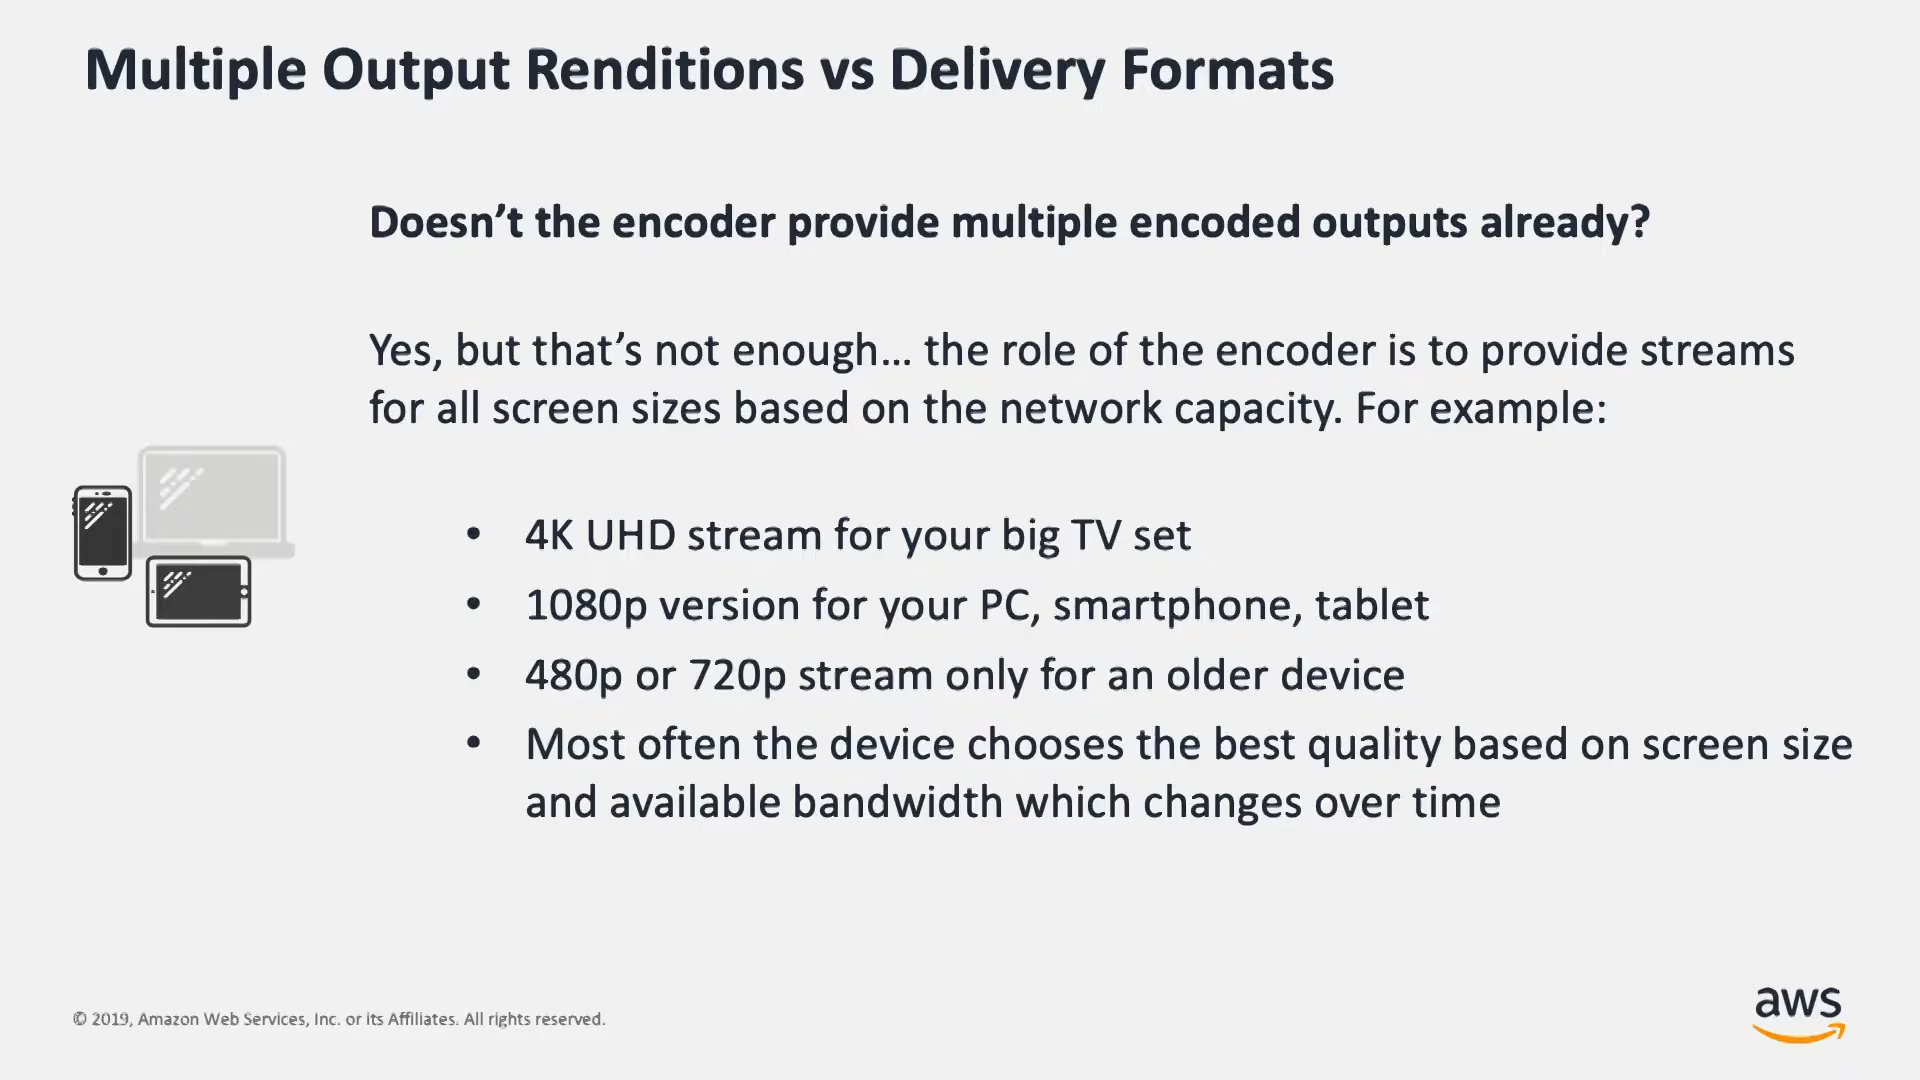 Multiple Output Renditions vs Delivery Formats
Doesn’t the encoder provide multiple encoded outputs already?
Yes, but that’s not enough… the role of the encoder is to provide streams
for all screen sizes based on the network capacity. For example:
• 4K UHD stream for your big TV set
• 1080p version for your PC, smartphone, tablet
• 480p or 720p stream only for an older device
• Most often the device chooses the best quality based on screen size
and available bandwidth which changes over time
© 2019, Amazon Web Services, Inc. or its Affiliates. All rights reserved.
aws